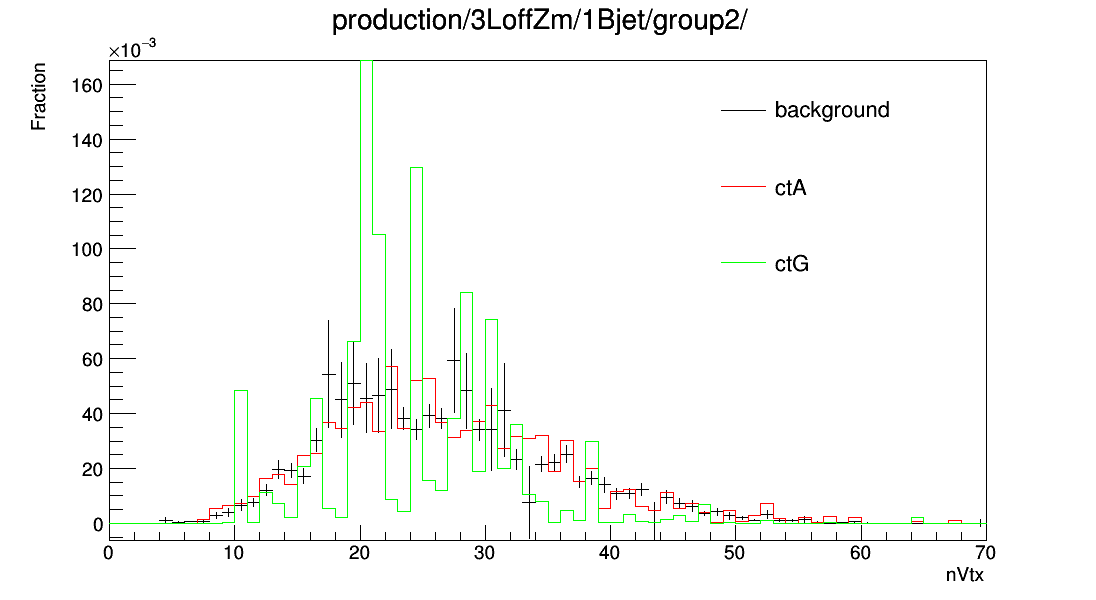 production/3LoffZm/1Bjet/group2/
×10⁻³
Fraction
160
140
120
100
80
60
40
20
0
background
ctA
ctG
0 10 20 30 40 50 60 70
nVtx